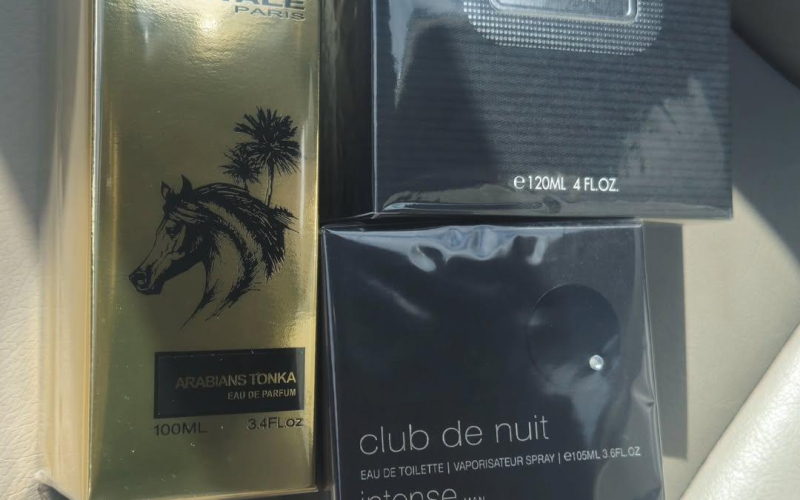 PARIS
ARABIANS TONKA
EAU DE PARFUM
100ML 3.4FLoz
℮120ML 4 FL.OZ.
club de nuit
EAU DE TOILETTE | VAPORISATEUR SPRAY | ℮105ML 3.6FL.OZ
intense MAN